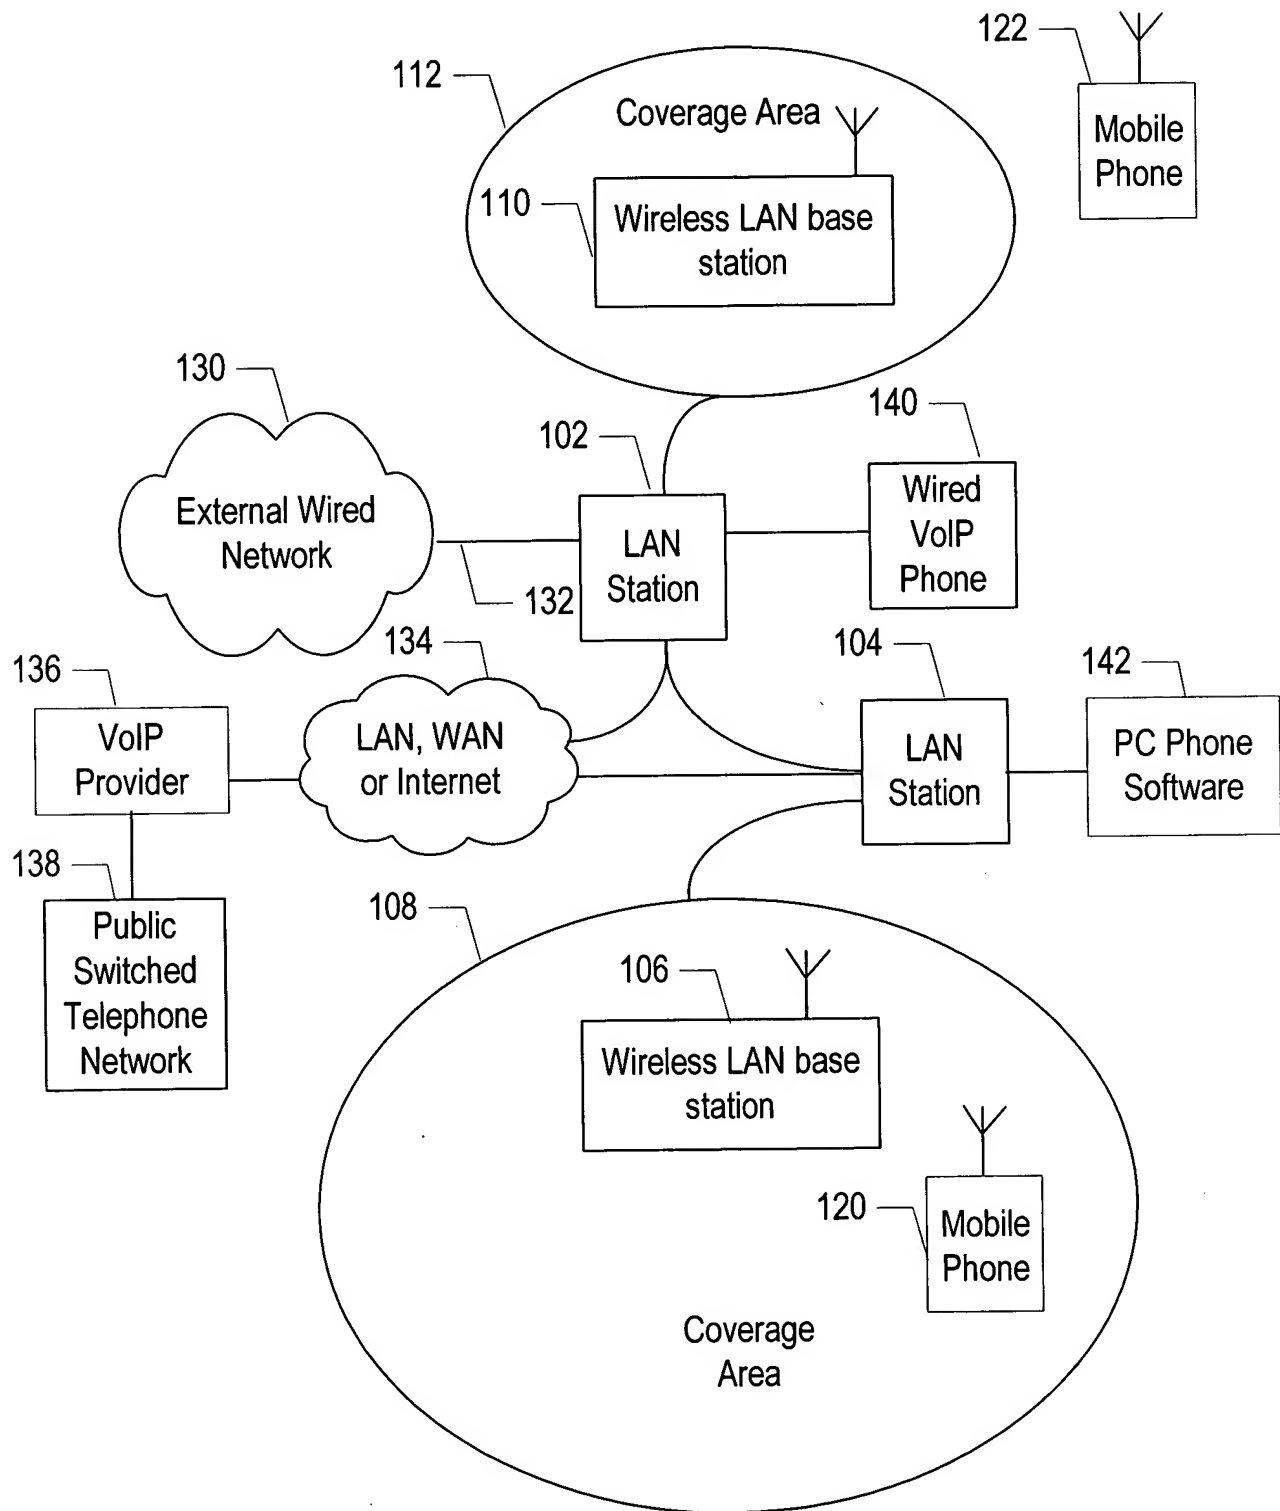 122
112
Coverage Area
Mobile
Phone
110
Wireless LAN base
station
130
140
102
External Wired
Network
LAN
Station
Wired
VoIP
Phone
132
134
104
142
136
VoIP
Provider
LAN, WAN
or Internet
LAN
Station
PC Phone
Software
138
108
Public
Switched
Telephone
Network
106
Wireless LAN base
station
120
Mobile
Phone
Coverage
Area